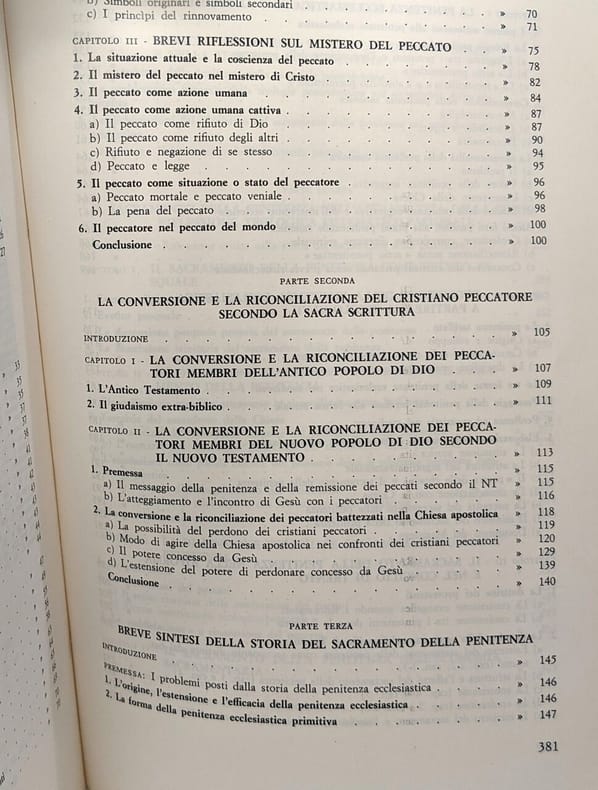 b) Simboli originari e simboli secondari . . . . . . » 70
c) I principi del rinnovamento . . . . . . . » 71
CAPITOLO III - BREVI RIFLESSIONI SUL MISTERO DEL PECCATO . » 75
1. La situazione attuale e la coscienza del peccato . . . . » 78
2. Il mistero del peccato nel mistero di Cristo . . . . . » 82
3. Il peccato come azione umana . . . . . . . » 84
4. Il peccato come azione umana cattiva . . . . . . » 87
a) Il peccato come rifiuto di Dio . . . . . . » 87
b) Il peccato come rifiuto degli altri . . . . . » 90
c) Rifiuto e negazione di se stesso . . . . . . » 94
d) Peccato e legge . . . . . . . . » 95
5. Il peccato come situazione o stato del peccatore . . . . » 96
a) Peccato mortale e peccato veniale . . . . . . » 96
b) La pena del peccato . . . . . . . . » 98
6. Il peccatore nel peccato del mondo . . . . . . » 100
Conclusione . . . . . . . . . . » 100
PARTE SECONDA
LA CONVERSIONE E LA RICONCILIAZIONE DEL CRISTIANO PECCATORE
SECONDO LA SACRA SCRITTURA
INTRODUZIONE . . . . . . . . . . » 105
CAPITOLO I - LA CONVERSIONE E LA RICONCILIAZIONE DEI PECCA-
TORI MEMBRI DELL'ANTICO POPOLO DI DIO . . . » 107
1. L'Antico Testamento . . . . . . . . » 109
2. Il giudaismo extra-biblico . . . . . . . . » 111
CAPITOLO II - LA CONVERSIONE E LA RICONCILIAZIONE DEI PECCA-
TORI MEMBRI DEL NUOVO POPOLO DI DIO SECONDO
IL NUOVO TESTAMENTO . . . . . . . » 113
1. Premessa . . . . . . . . . . » 115
a) Il messaggio della penitenza e della remissione dei peccati secondo il NT » 115
b) L'atteggiamento e l'incontro di Gesù con i peccatori . . . » 116
2. La conversione e la riconciliazione dei peccatori battezzati nella Chiesa apostolica » 118
a) La possibilità del perdono dei cristiani peccatori . . . . » 119
b) Modo di agire della Chiesa apostolica nei confronti dei cristiani peccatori » 120
c) Il potere concesso da Gesù . . . . . . . » 129
d) L'estensione del potere di perdonare concesso da Gesù . . . » 139
Conclusione . . . . . . . . . . » 140
PARTE TERZA
BREVE SINTESI DELLA STORIA DEL SACRAMENTO DELLA PENITENZA
INTRODUZIONE . . . . . . . . . . » 145
PREMESSA: I problemi posti dalla storia della penitenza ecclesiastica . . . » 146
1. L'origine, l'estensione e l'efficacia della penitenza ecclesiastica . . . » 146
2. La forma della penitenza ecclesiastica primitiva . . . . » 147
381